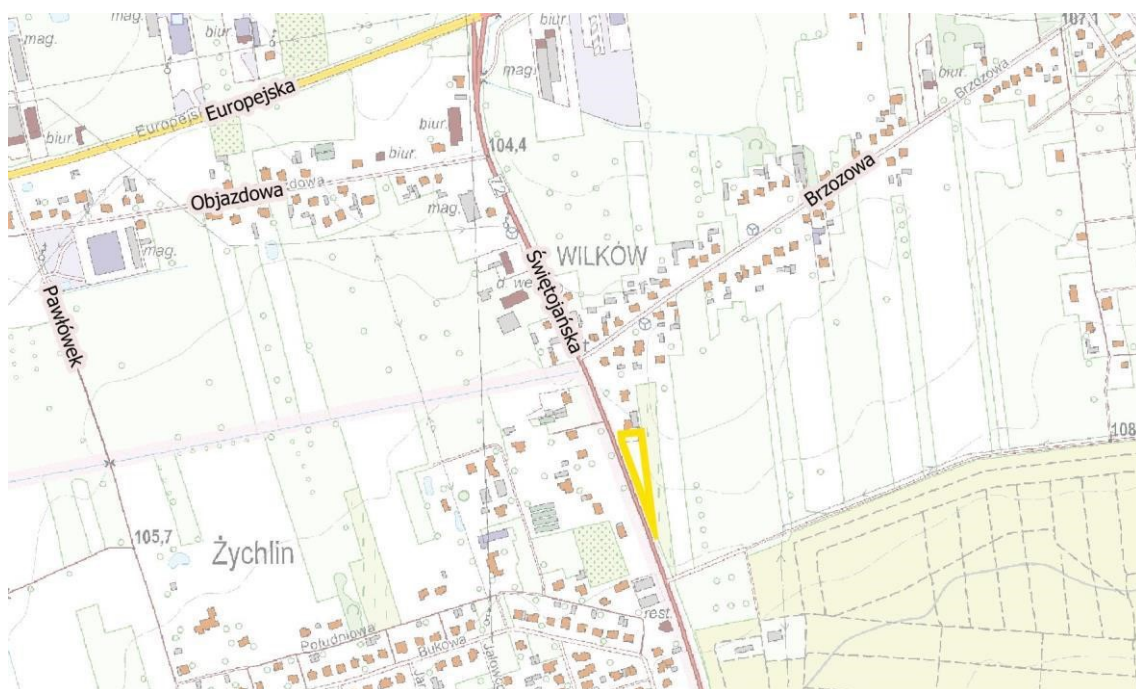 mag.
biur.
biur.
107,1
mag.
biur.
Brzozowa
Europejska
Europejska
biur.
biur.
104,4
Brzozowa
Objazdowa
mag.
72
mag.
WILKÓW
Świętojańska
Pawłówek
105,7
Żychlin
108
rest.
Południowa
Bukowa